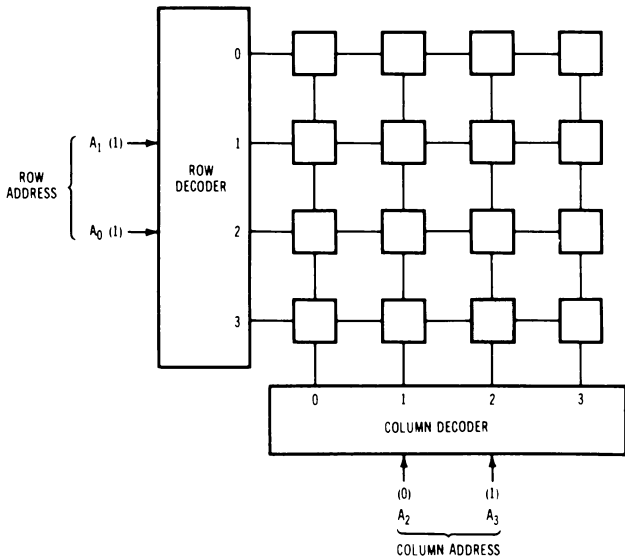 0
A₁ (1)
1
ROW
ADDRESS
ROW
DECODER
A₀ (1)
2
3
0 1 2 3
COLUMN DECODER
(0) (1)
A₂ A₃
COLUMN ADDRESS